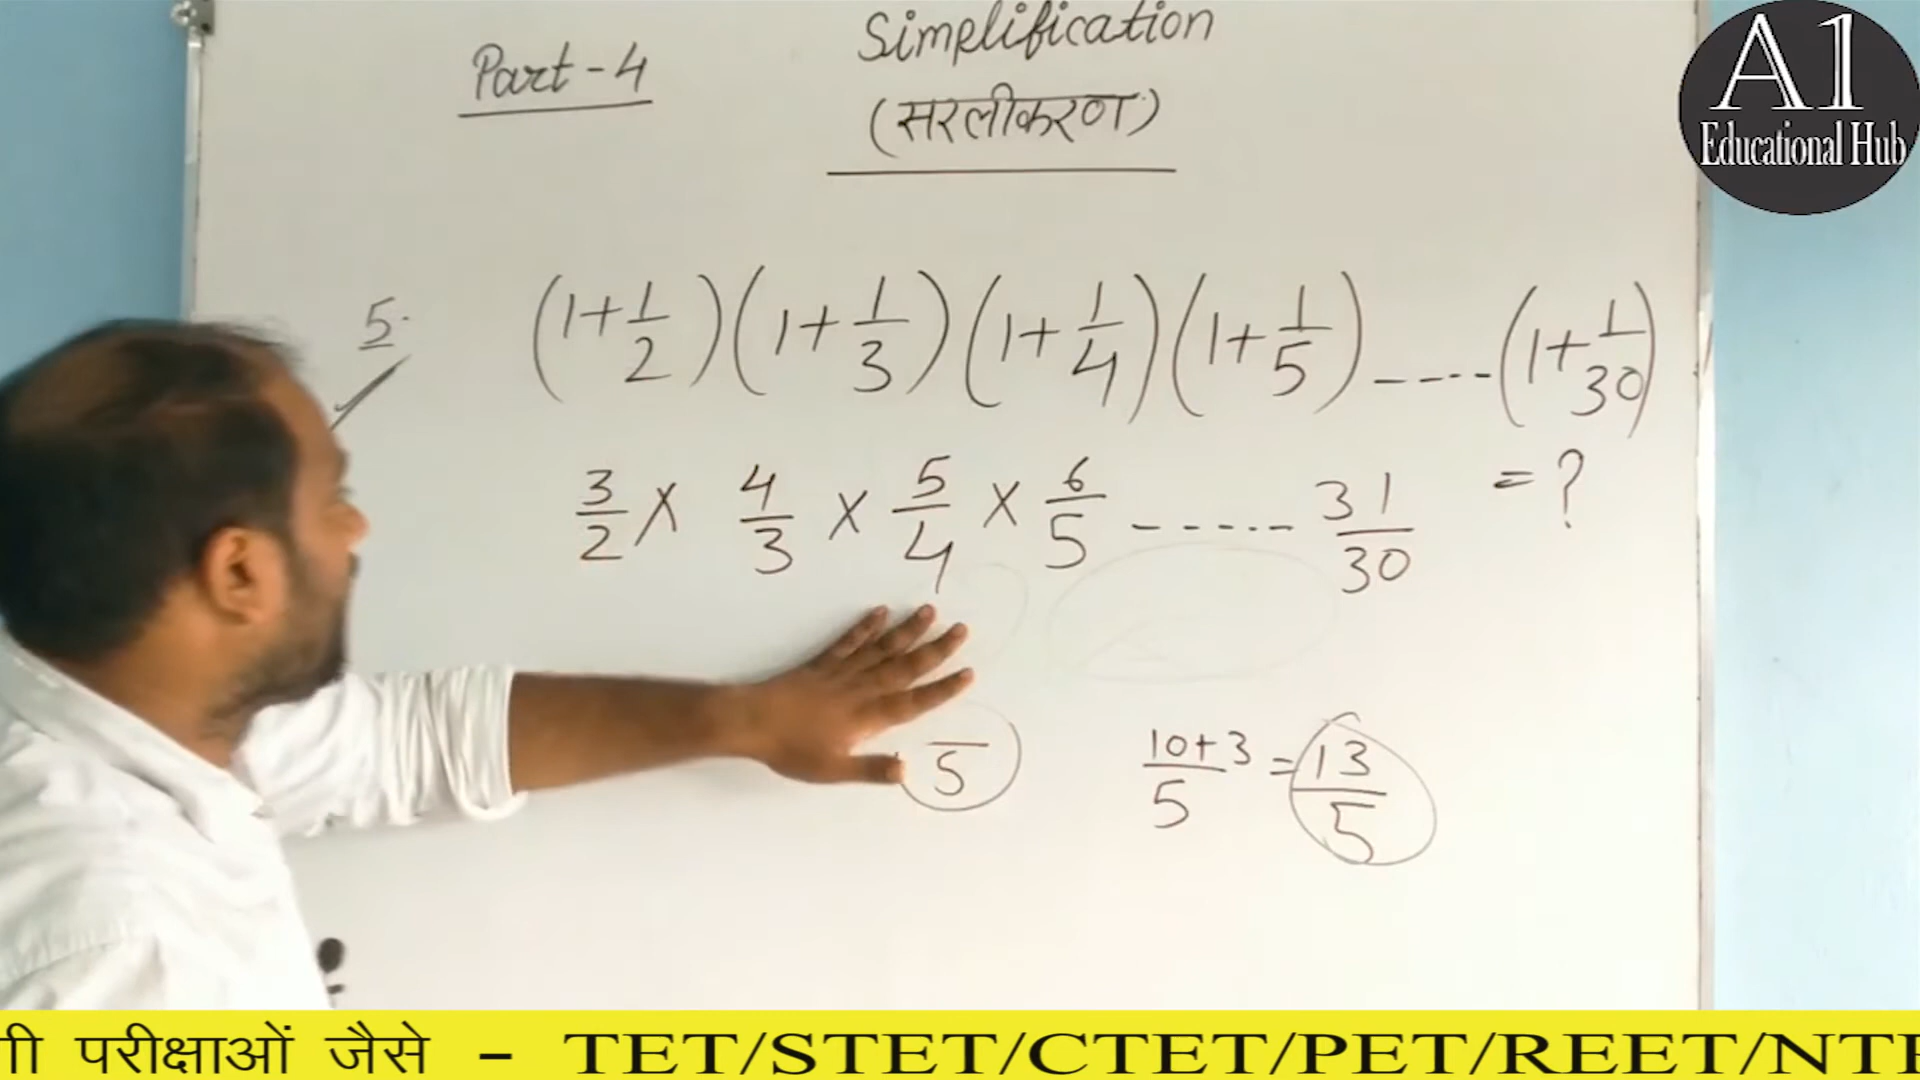 Part-4
Simplification
(सरलीकरण)
A1
Educational Hub
5. (1+1/2)(1+1/3)(1+1/4)(1+1/5)----(1+1/30)
= ?
3/2 × 4/3 × 5/4 × 6/5 ------ 31/30
5
10+3/5 = 13/5
परीक्षाओं जैसे - TET/STET/CTET/PET/REET/